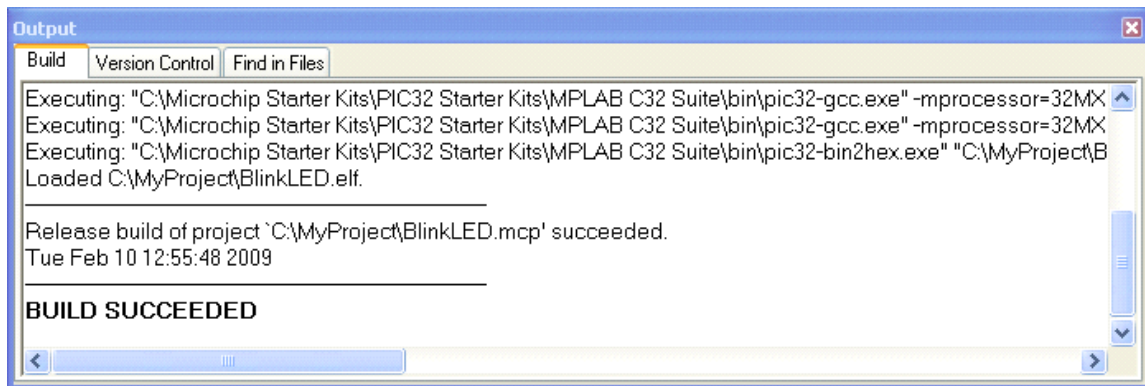 Output
Build Version Control Find in Files
Executing: "C:\Microchip Starter Kits\PIC32 Starter Kits\MPLAB C32 Suite\bin\pic32-gcc.exe" -mprocessor=32MX
Executing: "C:\Microchip Starter Kits\PIC32 Starter Kits\MPLAB C32 Suite\bin\pic32-gcc.exe" -mprocessor=32MX
Executing: "C:\Microchip Starter Kits\PIC32 Starter Kits\MPLAB C32 Suite\bin\pic32-bin2hex.exe" "C:\MyProject\B
Loaded C:\MyProject\BlinkLED.elf.
Release build of project `C:\MyProject\BlinkLED.mcp' succeeded.
Tue Feb 10 12:55:48 2009
BUILD SUCCEEDED